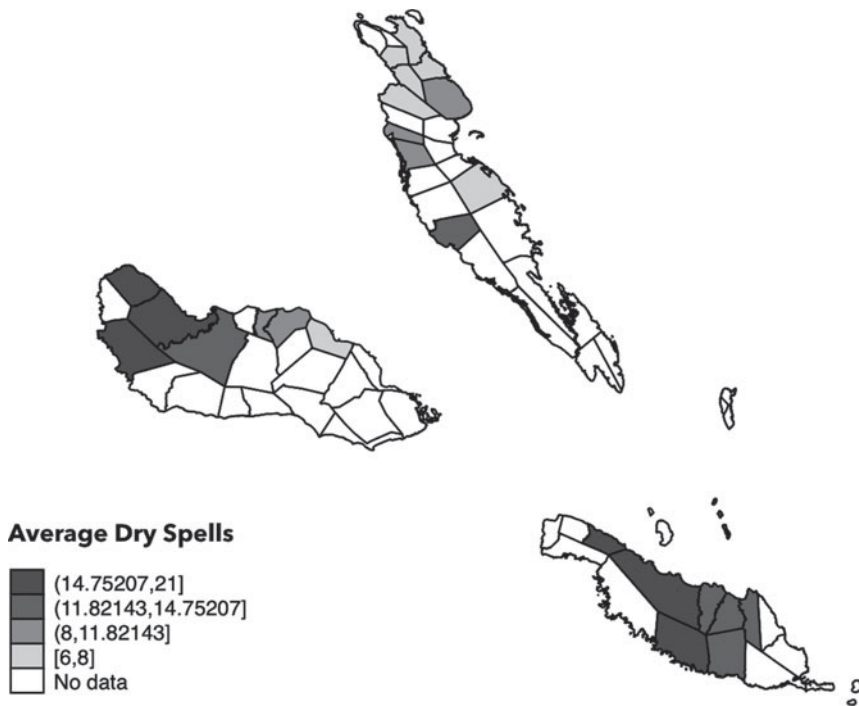 Average Dry Spells
(14.75207,21]
(11.82143,14.75207]
(8,11.82143]
[6,8]
No data